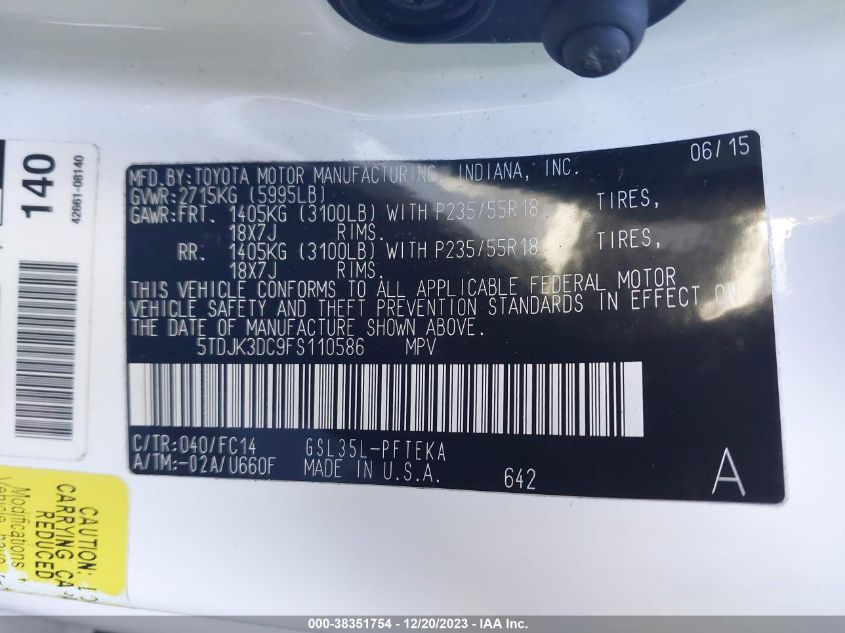 140
42661-08140
06/15
MFD.BY:TOYOTA MOTOR MANUFACTURING, INDIANA, INC.
GVWR:2715KG (5995LB)
GAWR:FRT. 1405KG (3100LB) WITH P235/55R18 TIRES,
18X7J RIMS.
RR. 1405KG (3100LB) WITH P235/55R18 TIRES,
18X7J RIMS.
THIS VEHICLE CONFORMS TO ALL APPLICABLE FEDERAL MOTOR
VEHICLE SAFETY AND THEFT PREVENTION STANDARDS IN EFFECT ON
THE DATE OF MANUFACTURE SHOWN ABOVE.
5TDJK3DC9FS110586 MPV
C/TR:040/FC14 GSL35L-PFTEKA
A/TM:-02A/U660F MADE IN U.S.A. 642 A
CAUTION:
CARRYING
REDUCED
Modifications
000-38351754 - 12/20/2023 - IAA Inc.